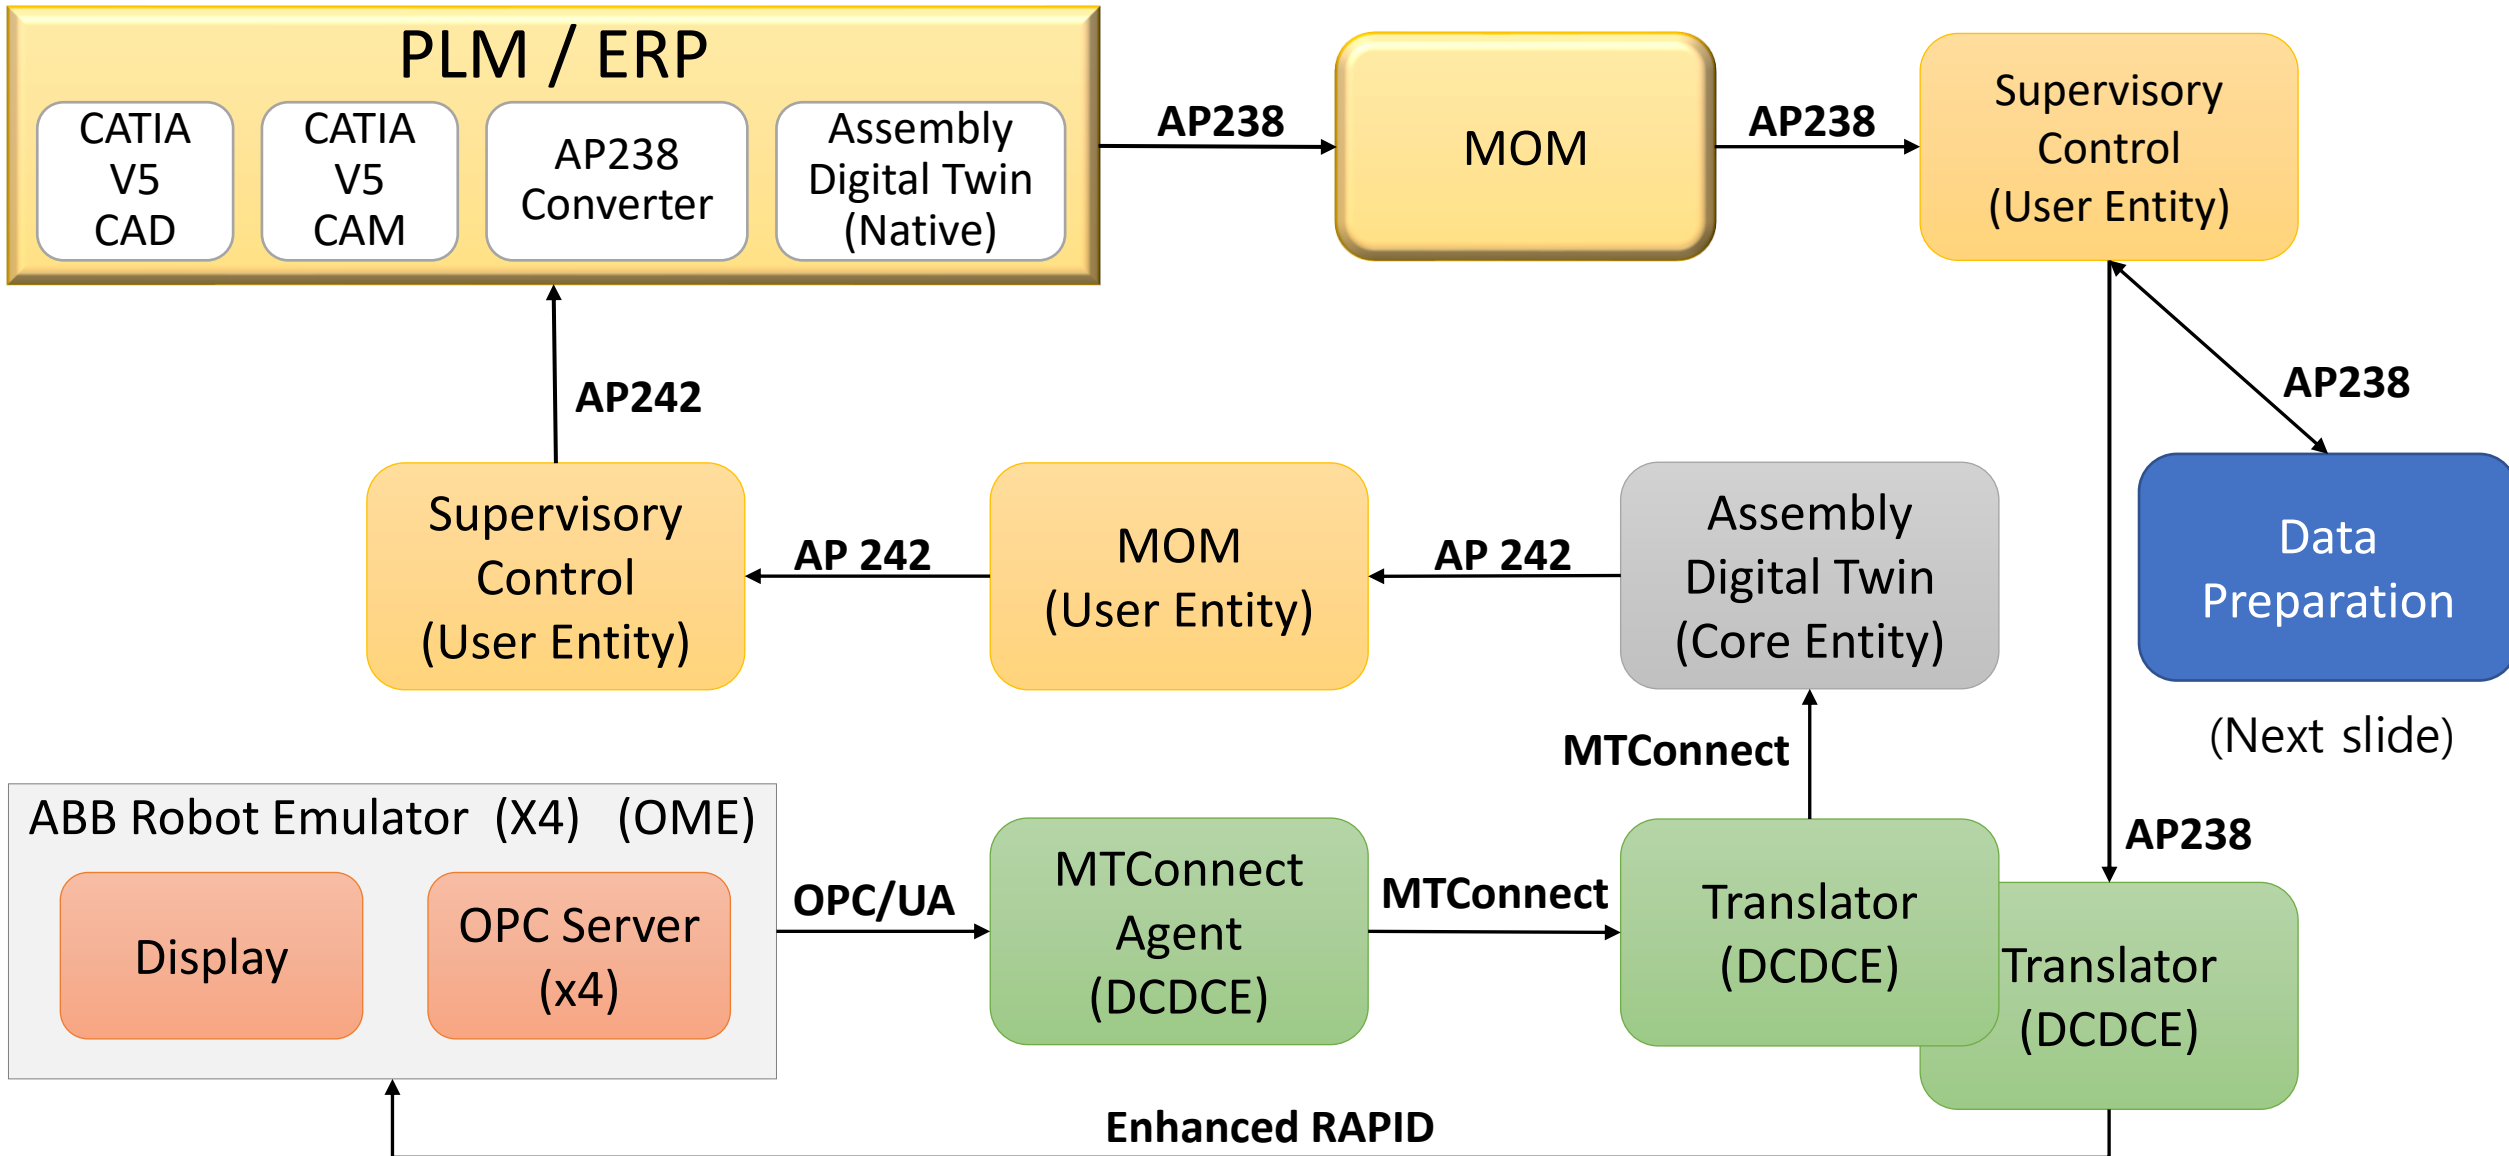 PLM / ERP
CATIA
V5
CAD
CATIA
V5
CAM
AP238
Converter
Assembly
Digital Twin
(Native)
AP238
MOM
AP238
Supervisory
Control
(User Entity)
AP242
AP238
Supervisory
Control
(User Entity)
AP 242
MOM
(User Entity)
AP 242
Assembly
Digital Twin
(Core Entity)
Data
Preparation
(Next slide)
MTConnect
ABB Robot Emulator (X4) (OME)
Display
OPC Server
(x4)
OPC/UA
MTConnect
Agent
(DCDCE)
MTConnect
Translator
(DCDCE)
AP238
Translator
(DCDCE)
Enhanced RAPID